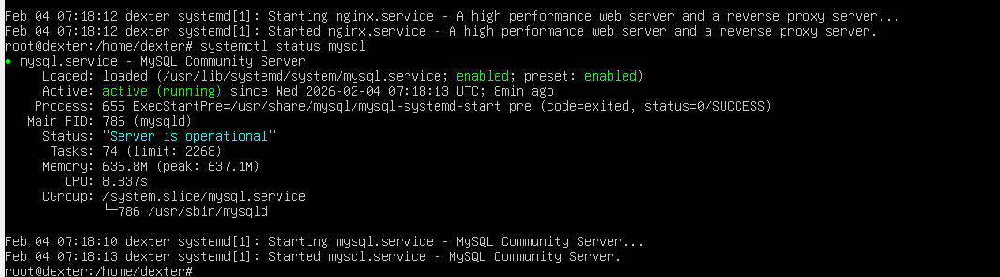 Feb 04 07:18:12 dexter systemd[1]: Starting nginx.service - A high performance web server and a reverse proxy server...
Feb 04 07:18:12 dexter systemd[1]: Started nginx.service - A high performance web server and a reverse proxy server.
root@dexter:/home/dexter# systemctl status mysql
● mysql.service - MySQL Community Server
Loaded: loaded (/usr/lib/systemd/system/mysql.service; enabled; preset: enabled)
Active: active (running) since Wed 2026-02-04 07:18:13 UTC; 8min ago
Process: 655 ExecStartPre=/usr/share/mysql/mysql-systemd-start pre (code=exited, status=0/SUCCESS)
Main PID: 786 (mysqld)
Status: "Server is operational"
Tasks: 74 (limit: 2268)
Memory: 636.8M (peak: 637.1M)
CPU: 8.837s
CGroup: /system.slice/mysql.service
└─786 /usr/sbin/mysqld
Feb 04 07:18:10 dexter systemd[1]: Starting mysql.service - MySQL Community Server...
Feb 04 07:18:13 dexter systemd[1]: Started mysql.service - MySQL Community Server.
root@dexter:/home/dexter#